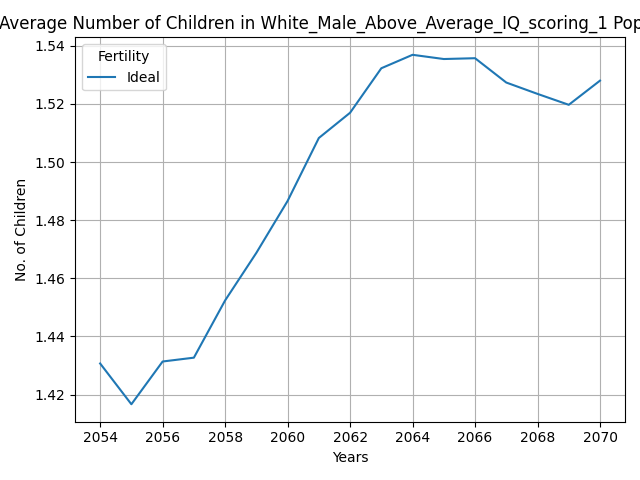 Average Number of Children in White_Male_Above_Average_IQ_scoring_1 Pop
Fertility
Ideal
1.54
1.52
1.50
1.48
1.46
1.44
1.42
No. of Children
2054 2056 2058 2060 2062 2064 2066 2068 2070
Years